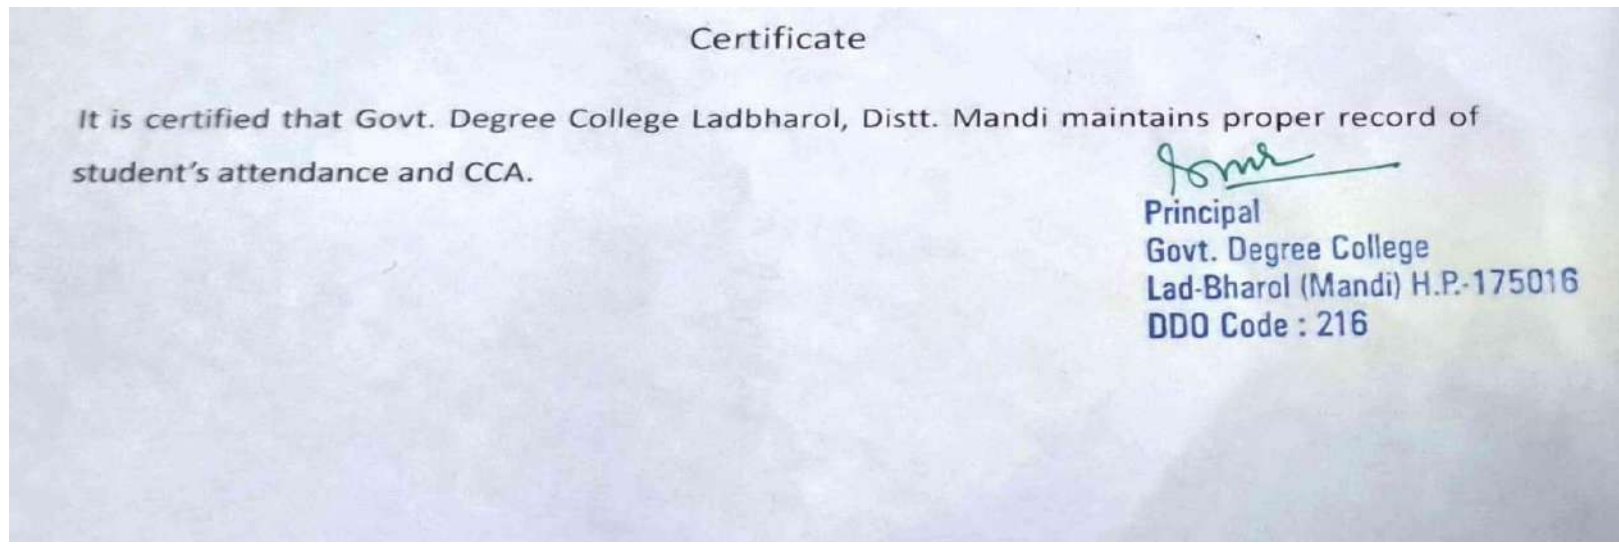 Certificate
It is certified that Govt. Degree College Ladbharol, Distt. Mandi maintains proper record of
student's attendance and CCA.
Principal
Govt. Degree College
Lad-Bharol (Mandi) H.P.-175016
DDO Code : 216